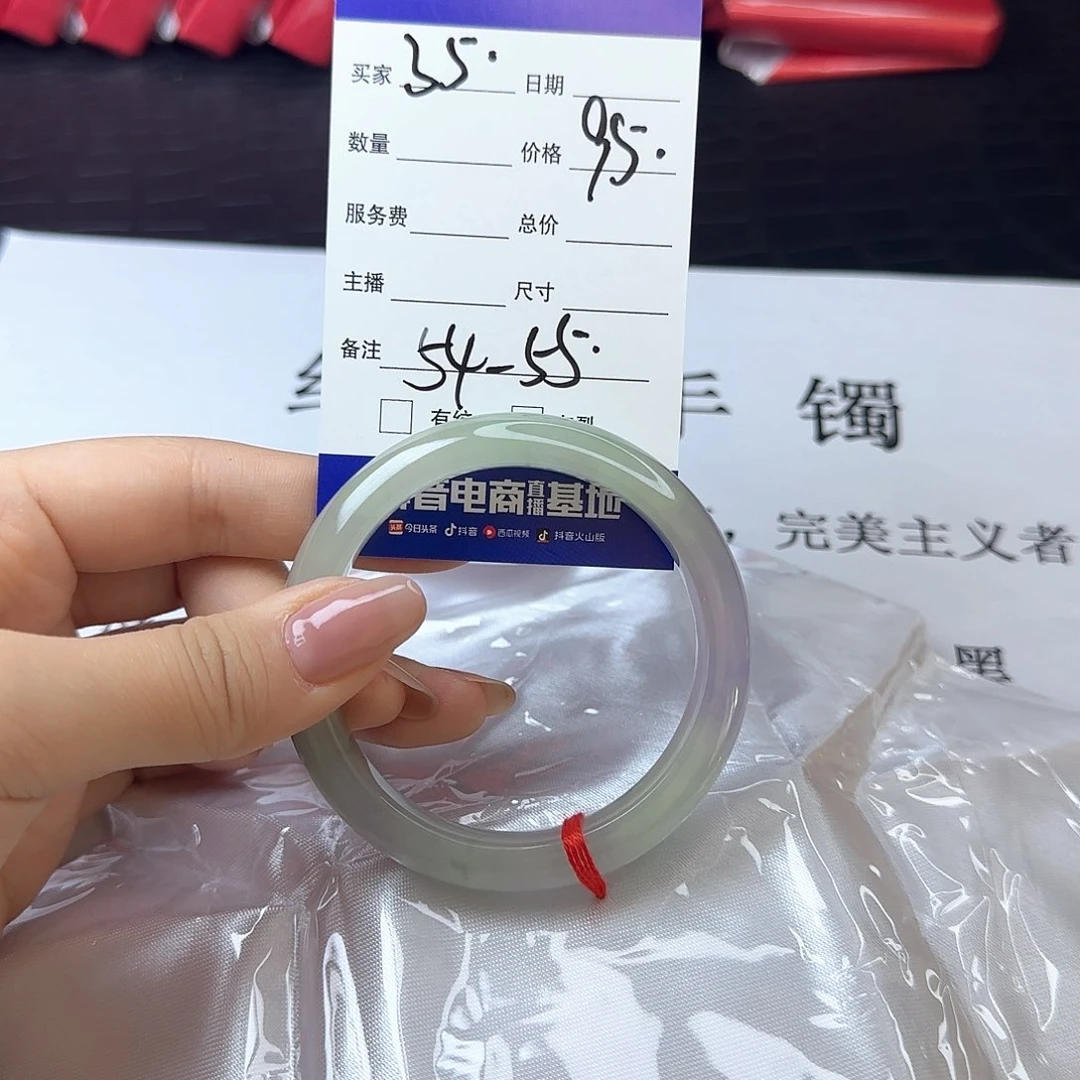 买家 35. 日期
数量 价格 95.
服务费 总价
主播 尺寸
备注 54-55.
有纹
音电商直播基地
今日头条 抖音 西瓜视频 抖音火山版
手镯
完美主义者